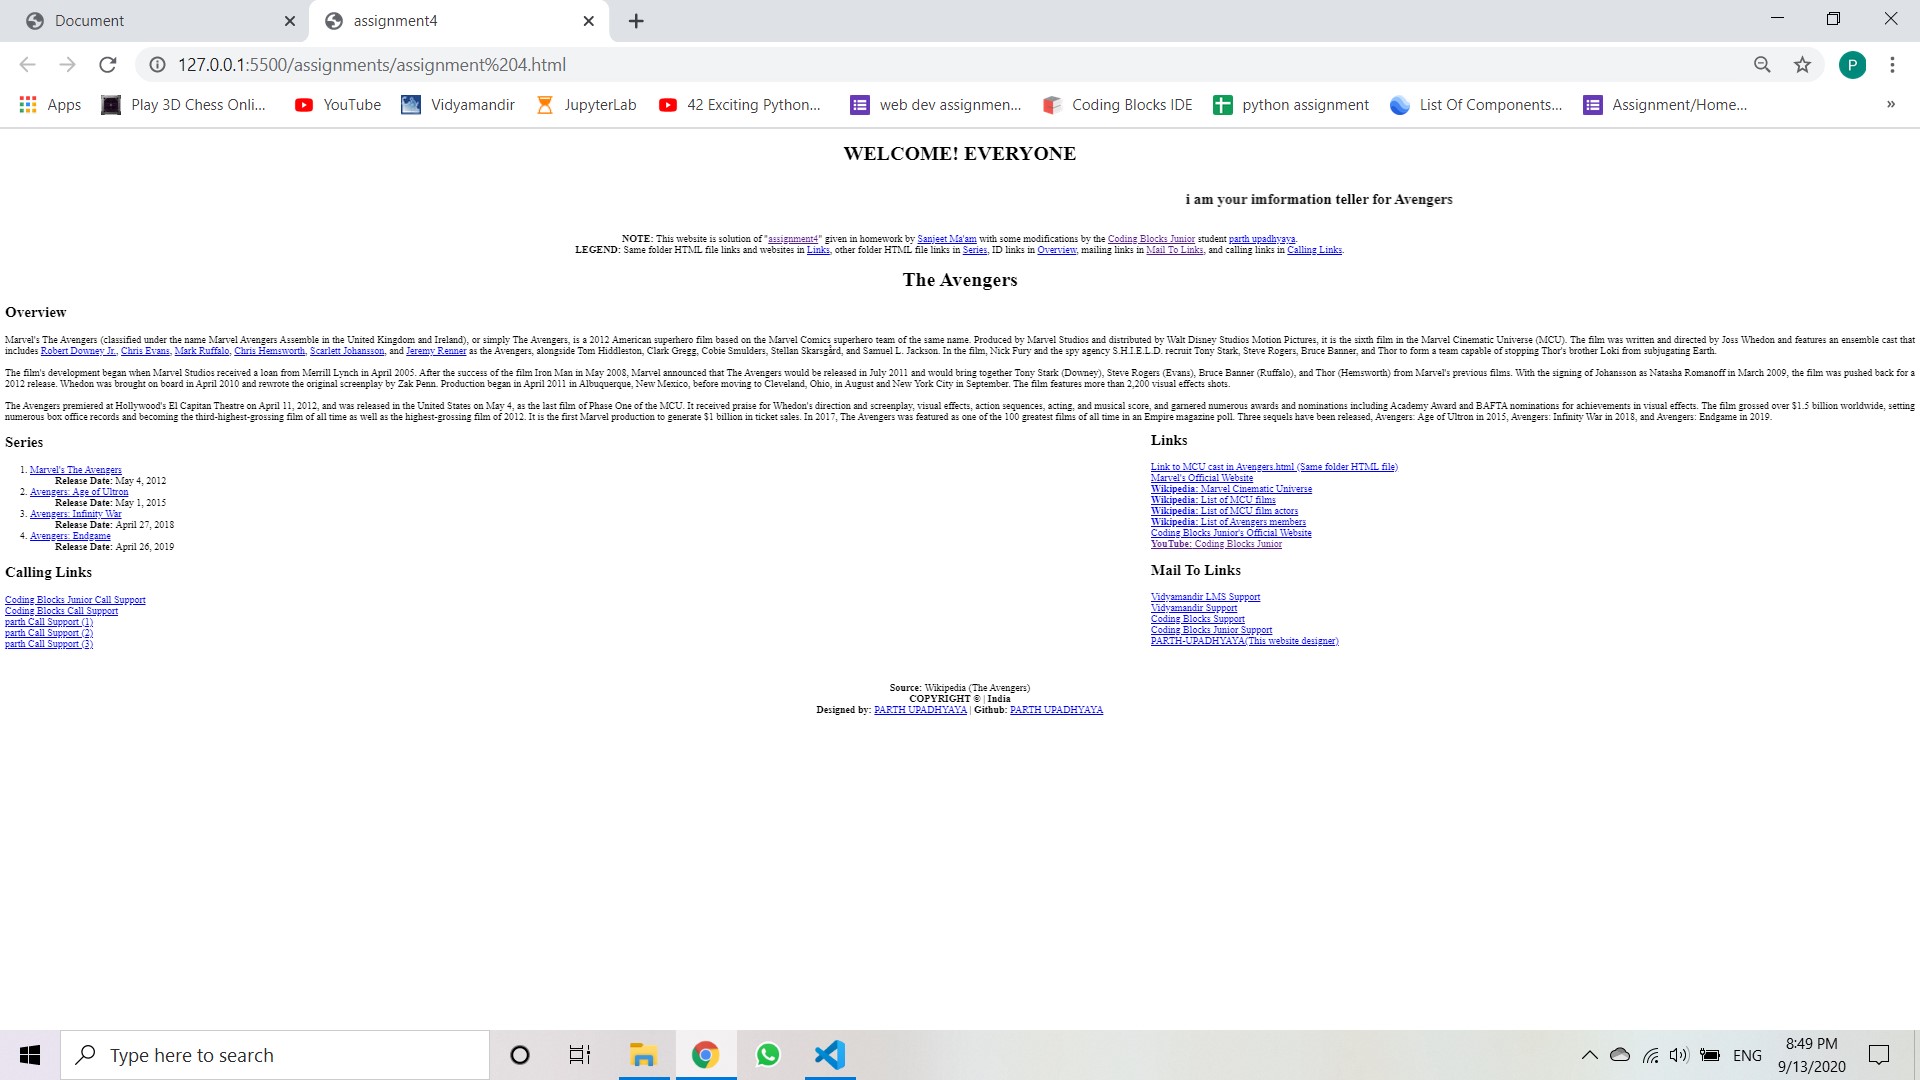 Document
assignment4
127.0.0.1:5500/assignments/assignment%204.html
P
Apps
Play 3D Chess Onli...
YouTube
Vidyamandir
JupyterLab
42 Exciting Python...
web dev assignmen...
Coding Blocks IDE
python assignment
List Of Components...
Assignment/Home...
»
WELCOME! EVERYONE
i am your imformation teller for Avengers
NOTE: This website is solution of "assignment4" given in homework by Sanjeet Ma'am with some modifications by the Coding Blocks Junior student parth upadhyaya.
LEGEND: Same folder HTML file links and websites in Links, other folder HTML file links in Series, ID links in Overview, mailing links in Mail To Links, and calling links in Calling Links.
The Avengers
Overview
Marvel's The Avengers (classified under the name Marvel Avengers Assemble in the United Kingdom and Ireland), or simply The Avengers, is a 2012 American superhero film based on the Marvel Comics superhero team of the same name. Produced by Marvel Studios and distributed by Walt Disney Studios Motion Pictures, it is the sixth film in the Marvel Cinematic Universe (MCU). The film was written and directed by Joss Whedon and features an ensemble cast that
includes Robert Downey Jr., Chris Evans, Mark Ruffalo, Chris Hemsworth, Scarlett Johansson, and Jeremy Renner as the Avengers, alongside Tom Hiddleston, Clark Gregg, Cobie Smulders, Stellan Skarsgård, and Samuel L. Jackson. In the film, Nick Fury and the spy agency S.H.I.E.L.D. recruit Tony Stark, Steve Rogers, Bruce Banner, and Thor to form a team capable of stopping Thor's brother Loki from subjugating Earth.
The film's development began when Marvel Studios received a loan from Merrill Lynch in April 2005. After the success of the film Iron Man in May 2008, Marvel announced that The Avengers would be released in July 2011 and would bring together Tony Stark (Downey), Steve Rogers (Evans), Bruce Banner (Ruffalo), and Thor (Hemsworth) from Marvel's previous films. With the signing of Johansson as Natasha Romanoff in March 2009, the film was pushed back for a
2012 release. Whedon was brought on board in April 2010 and rewrote the original screenplay by Zak Penn. Production began in April 2011 in Albuquerque, New Mexico, before moving to Cleveland, Ohio, in August and New York City in September. The film features more than 2,200 visual effects shots.
The Avengers premiered at Hollywood's El Capitan Theatre on April 11, 2012, and was released in the United States on May 4, as the last film of Phase One of the MCU. It received praise for Whedon's direction and screenplay, visual effects, action sequences, acting, and musical score, and garnered numerous awards and nominations including Academy Award and BAFTA nominations for achievements in visual effects. The film grossed over $1.5 billion worldwide, setting
numerous box office records and becoming the third-highest-grossing film of all time as well as the highest-grossing film of 2012. It is the first Marvel production to generate $1 billion in ticket sales. In 2017, The Avengers was featured as one of the 100 greatest films of all time in an Empire magazine poll. Three sequels have been released, Avengers: Age of Ultron in 2015, Avengers: Infinity War in 2018, and Avengers: Endgame in 2019.
Series
1. Marvel's The Avengers
Release Date: May 4, 2012
2. Avengers: Age of Ultron
Release Date: May 1, 2015
3. Avengers: Infinity War
Release Date: April 27, 2018
4. Avengers: Endgame
Release Date: April 26, 2019
Links
Link to MCU cast in Avengers.html (Same folder HTML file)
Marvel's Official Website
Wikipedia: Marvel Cinematic Universe
Wikipedia: List of MCU films
Wikipedia: List of MCU film actors
Wikipedia: List of Avengers members
Coding Blocks Junior's Official Website
YouTube: Coding Blocks Junior
Calling Links
Coding Blocks Junior Call Support
Coding Blocks Call Support
parth Call Support (1)
parth Call Support (2)
parth Call Support (3)
Mail To Links
Vidyamandir LMS Support
Vidyamandir Support
Coding Blocks Support
Coding Blocks Junior Support
PARTH-UPADHYAYA(This website designer)
Source: Wikipedia (The Avengers)
COPYRIGHT © | India
Designed by: PARTH UPADHYAYA | Github: PARTH UPADHYAYA
Type here to search
ENG
8:49 PM
9/13/2020